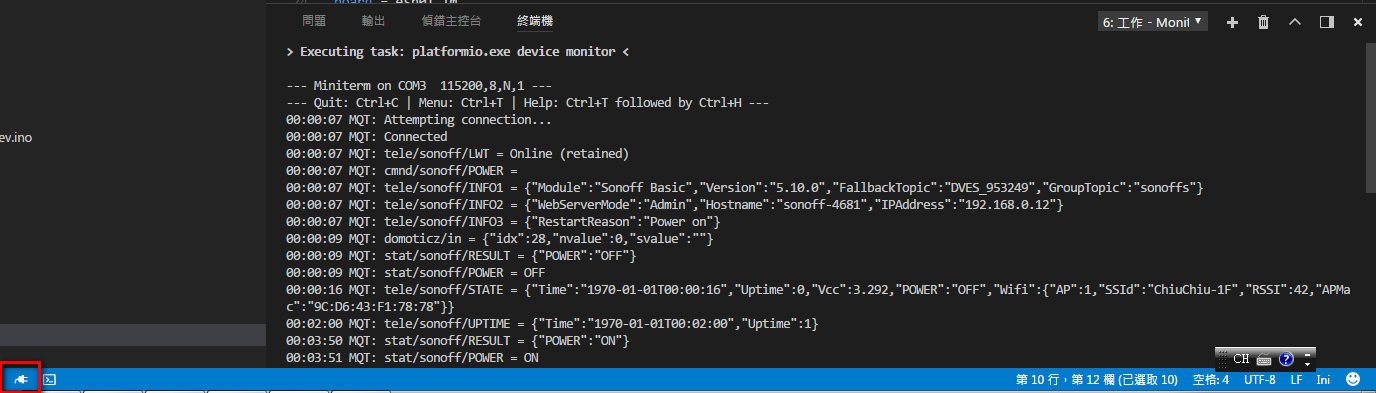 問題 輸出 偵錯主控台 終端機 6: 工作 - Monit
> Executing task: platformio.exe device monitor <
--- Miniterm on COM3  115200,8,N,1 ---
--- Quit: Ctrl+C | Menu: Ctrl+T | Help: Ctrl+T followed by Ctrl+H ---
00:00:07 MQT: Attempting connection...
00:00:07 MQT: Connected
ev.ino
00:00:07 MQT: tele/sonoff/LWT = Online (retained)
00:00:07 MQT: cmnd/sonoff/POWER =
00:00:07 MQT: tele/sonoff/INFO1 = {"Module":"Sonoff Basic","Version":"5.10.0","FallbackTopic":"DVES_953249","GroupTopic":"sonoffs"}
00:00:07 MQT: tele/sonoff/INFO2 = {"WebServerMode":"Admin","Hostname":"sonoff-4681","IPAddress":"192.168.0.12"}
00:00:07 MQT: tele/sonoff/INFO3 = {"RestartReason":"Power on"}
00:00:09 MQT: domoticz/in = {"idx":28,"nvalue":0,"svalue":""}
00:00:09 MQT: stat/sonoff/RESULT = {"POWER":"OFF"}
00:00:09 MQT: stat/sonoff/POWER = OFF
00:00:16 MQT: tele/sonoff/STATE = {"Time":"1970-01-01T00:00:16","Uptime":0,"Vcc":3.292,"POWER":"OFF","Wifi":{"AP":1,"SSId":"ChiuChiu-1F","RSSI":42,"APMa
c":"9C:D6:43:F1:78:78"}}
00:02:00 MQT: tele/sonoff/UPTIME = {"Time":"1970-01-01T00:02:00","Uptime":1}
00:03:50 MQT: stat/sonoff/RESULT = {"POWER":"ON"}
00:03:51 MQT: stat/sonoff/POWER = ON
CH
第 10 行，第 12 欄 (已選取 10) 空格: 4 UTF-8 LF Ini